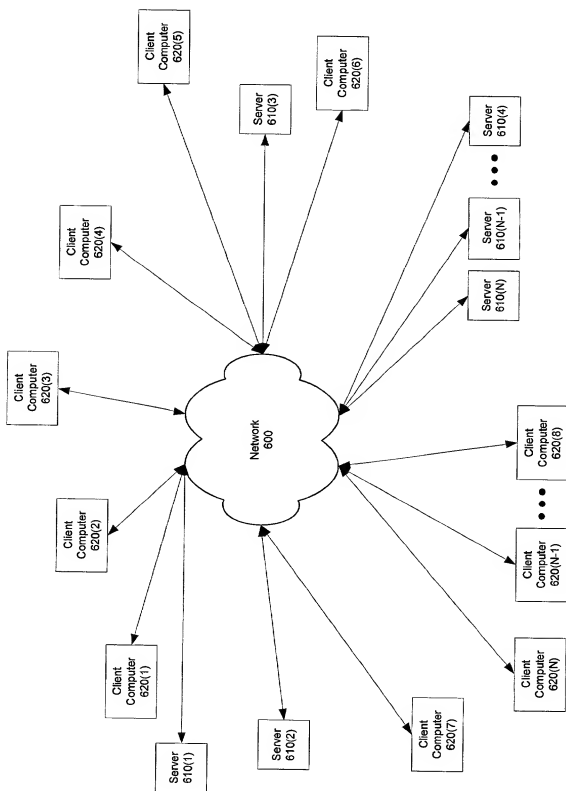 Client
Computer
620(3)
Client
Computer
620(2)
Client
Computer
620(4)
Client
Computer
620(1)
Client
Computer
620(5)
Server
610(1)
Network
600
Server
610(3)
Server
610(2)
Client
Computer
620(6)
Client
Computer
620(7)
Server
610(N)
Server
610(N-1)
•••
Server
610(4)
Client
Computer
620(N)
Client
Computer
620(N-1)
•••
Client
Computer
620(8)